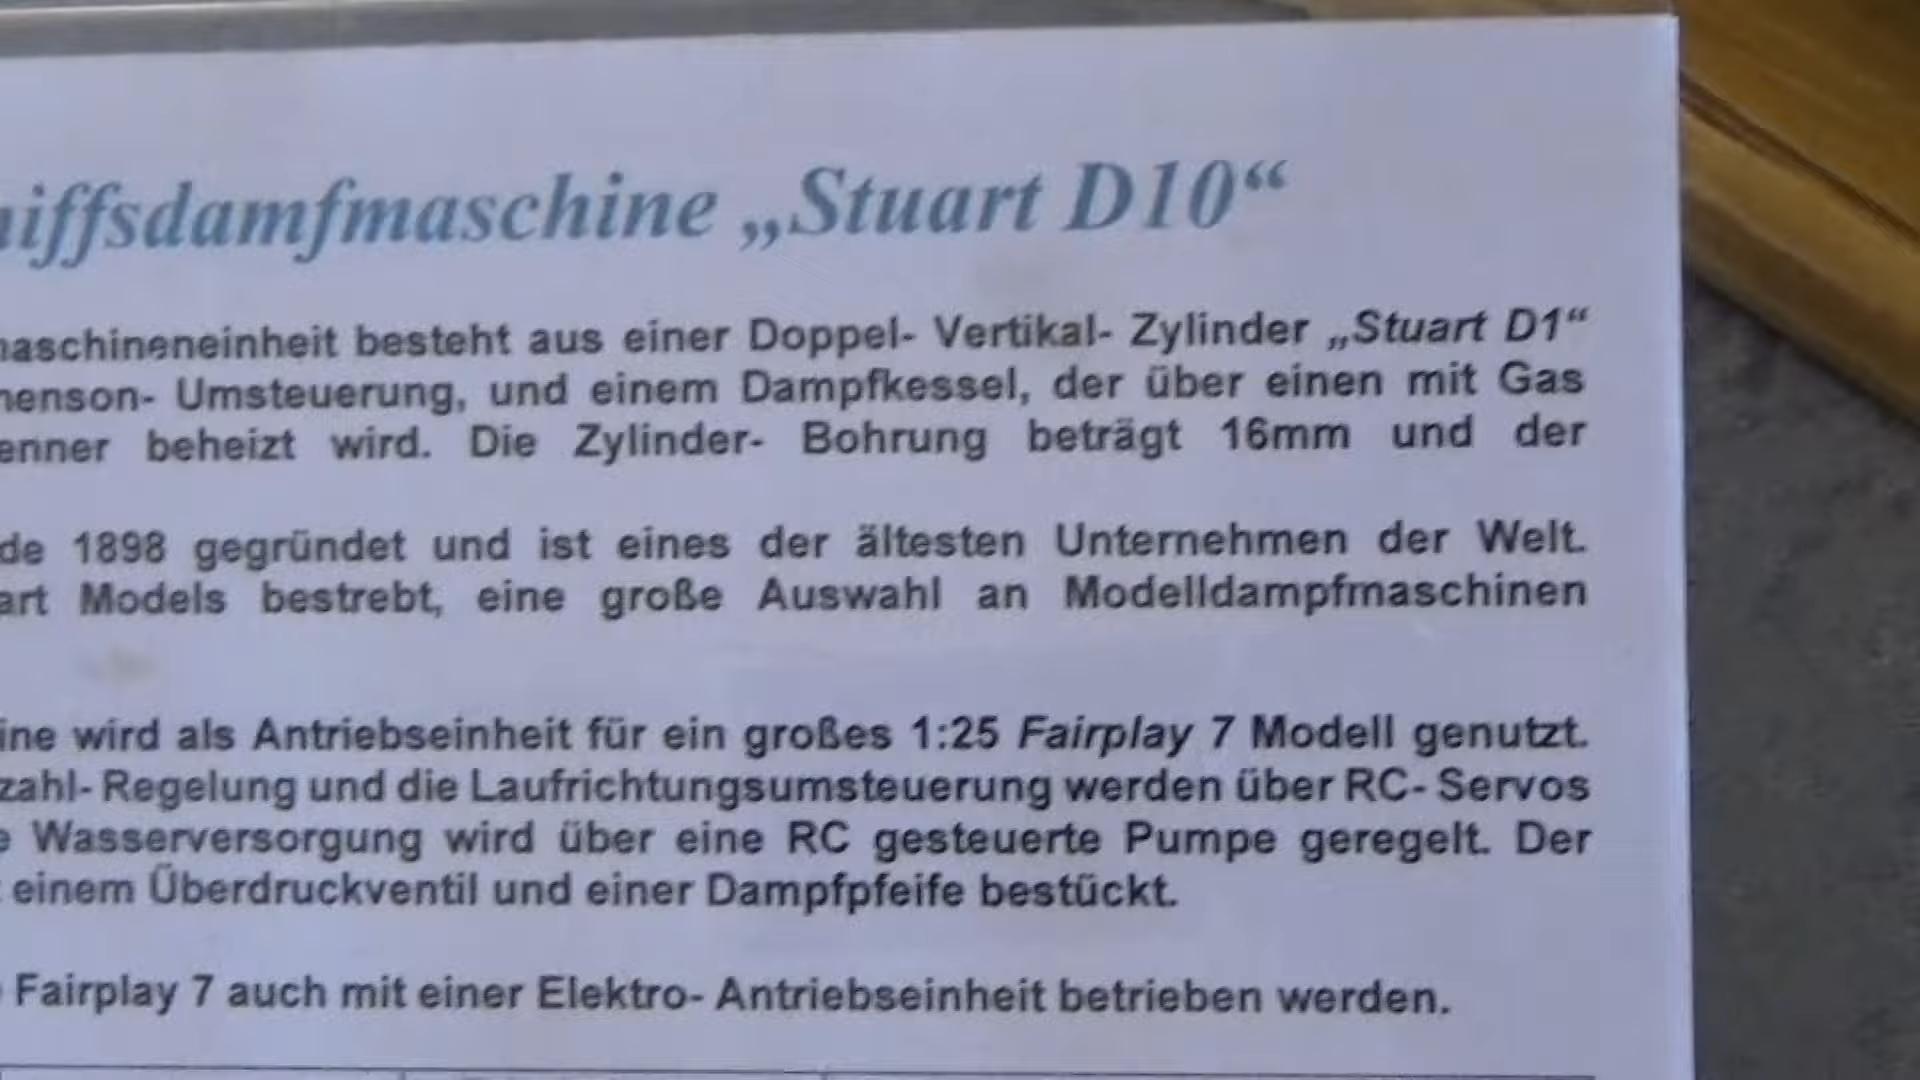 iffsdamfmaschine „Stuart D10“
aschineneinheit besteht aus einer Doppel- Vertikal- Zylinder „Stuart D1“
enson- Umsteuerung, und einem Dampfkessel, der über einen mit Gas
enner beheizt wird. Die Zylinder- Bohrung beträgt 16mm und der
de 1898 gegründet und ist eines der ältesten Unternehmen der Welt.
art Models bestrebt, eine große Auswahl an Modelldampfmaschinen
ine wird als Antriebseinheit für ein großes 1:25 Fairplay 7 Modell genutzt.
zahl- Regelung und die Laufrichtungsumsteuerung werden über RC- Servos
e Wasserversorgung wird über eine RC gesteuerte Pumpe geregelt. Der
einem Überdruckventil und einer Dampfpfeife bestückt.
Fairplay 7 auch mit einer Elektro- Antriebseinheit betrieben werden.